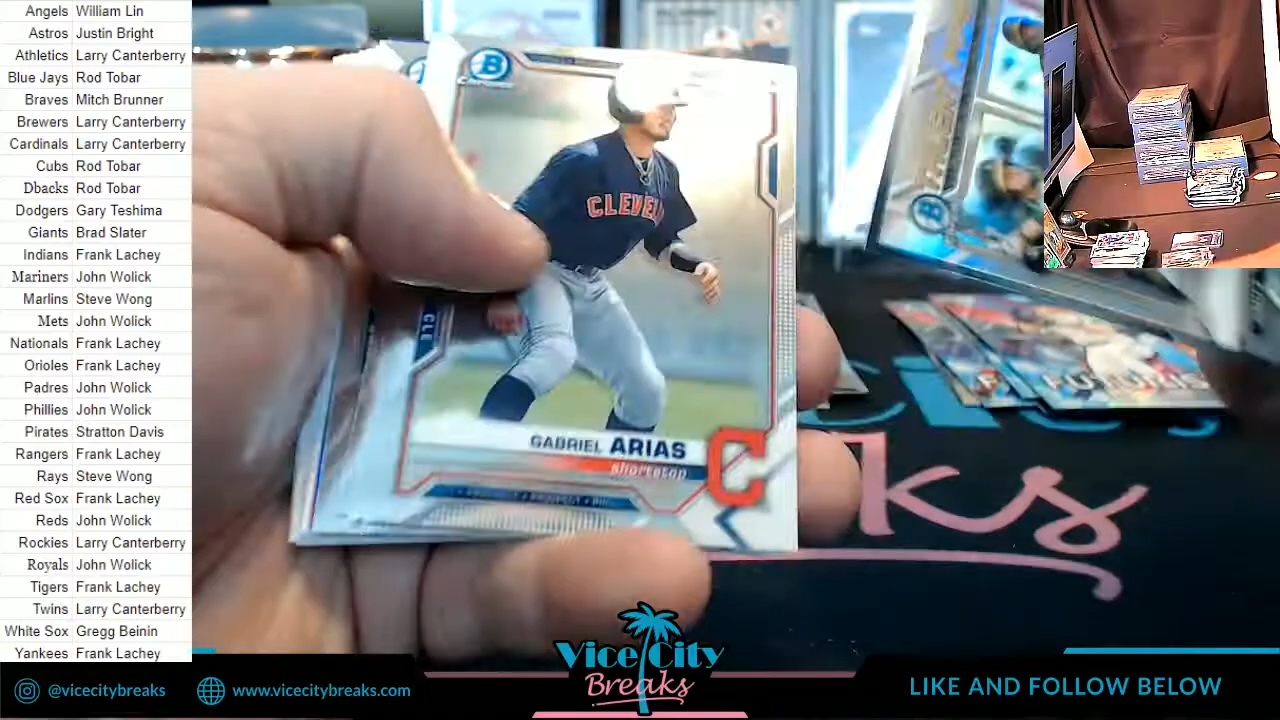 Angels William Lin
Astros Justin Bright
Athletics Larry Canterberry
Blue Jays Rod Tobar
Braves Mitch Brunner
Brewers Larry Canterberry
Cardinals Larry Canterberry
Cubs Rod Tobar
Dbacks Rod Tobar
Dodgers Gary Teshima
Giants Brad Slater
Indians Frank Lachey
Mariners John Wolick
Marlins Steve Wong
Mets John Wolick
Nationals Frank Lachey
Orioles Frank Lachey
Padres John Wolick
Phillies John Wolick
Pirates Stratton Davis
Rangers Frank Lachey
Rays Steve Wong
Red Sox Frank Lachey
Reds John Wolick
Rockies Larry Canterberry
Royals John Wolick
Tigers Frank Lachey
Twins Larry Canterberry
White Sox Gregg Beinin
Yankees Frank Lachey
B
CLEVEL
CLE
GABRIEL ARIAS
shortstop
C
B
FUTURIST
ks
Vice City
Breaks
@vicecitybreaks
www.vicecitybreaks.com
LIKE AND FOLLOW BELOW